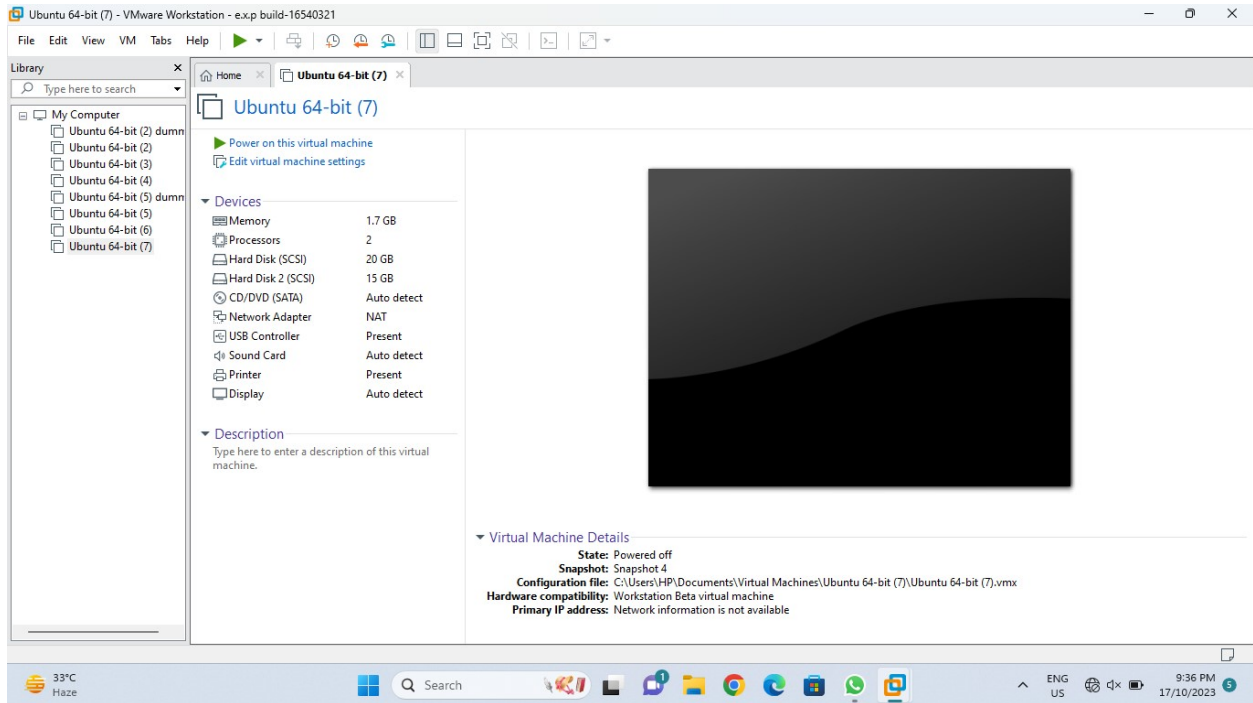 Ubuntu 64-bit (7) - VMware Workstation - e.x.p build-16540321
File Edit View VM Tabs Help
Library
Type here to search
My Computer
Ubuntu 64-bit (2) dumm
Ubuntu 64-bit (2)
Ubuntu 64-bit (3)
Ubuntu 64-bit (4)
Ubuntu 64-bit (5) dumm
Ubuntu 64-bit (5)
Ubuntu 64-bit (6)
Ubuntu 64-bit (7)
Home Ubuntu 64-bit (7)
Ubuntu 64-bit (7)
Power on this virtual machine
Edit virtual machine settings
Devices
Memory 1.7 GB
Processors 2
Hard Disk (SCSI) 20 GB
Hard Disk 2 (SCSI) 15 GB
CD/DVD (SATA) Auto detect
Network Adapter NAT
USB Controller Present
Sound Card Auto detect
Printer Present
Display Auto detect
Description
Type here to enter a description of this virtual
machine.
Virtual Machine Details
State: Powered off
Snapshot: Snapshot 4
Configuration file: C:\Users\HP\Documents\Virtual Machines\Ubuntu 64-bit (7)\Ubuntu 64-bit (7).vmx
Hardware compatibility: Workstation Beta virtual machine
Primary IP address: Network information is not available
33°C
Haze
Search
1
ENG
US
9:36 PM
17/10/2023
5